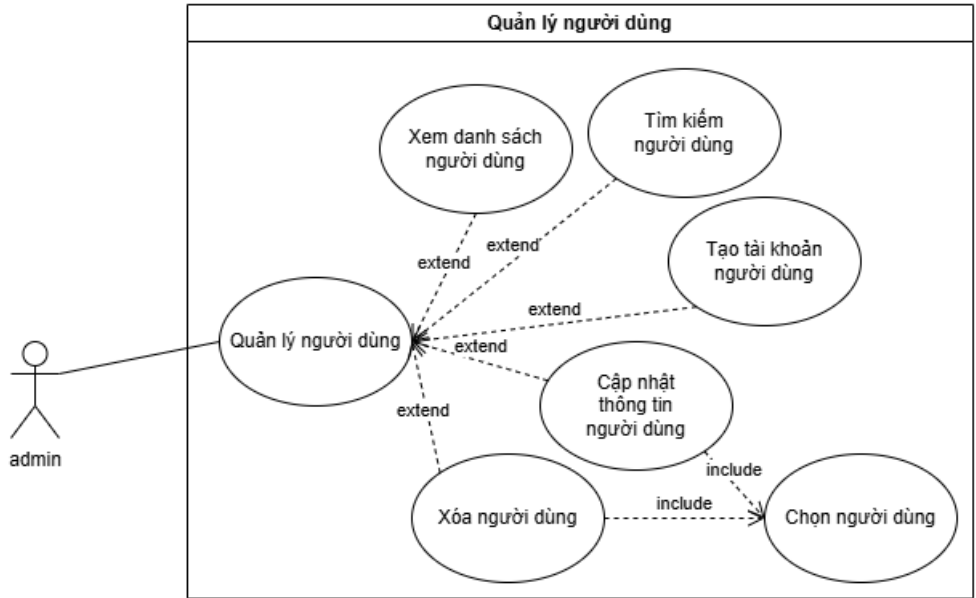 Quản lý người dùng
Xem danh sách
người dùng
Tìm kiếm
người dùng
extend
extend
Tạo tài khoản
người dùng
extend
Quản lý người dùng
extend
Cập nhật
thông tin
người dùng
extend
admin
include
Xóa người dùng
include
Chọn người dùng